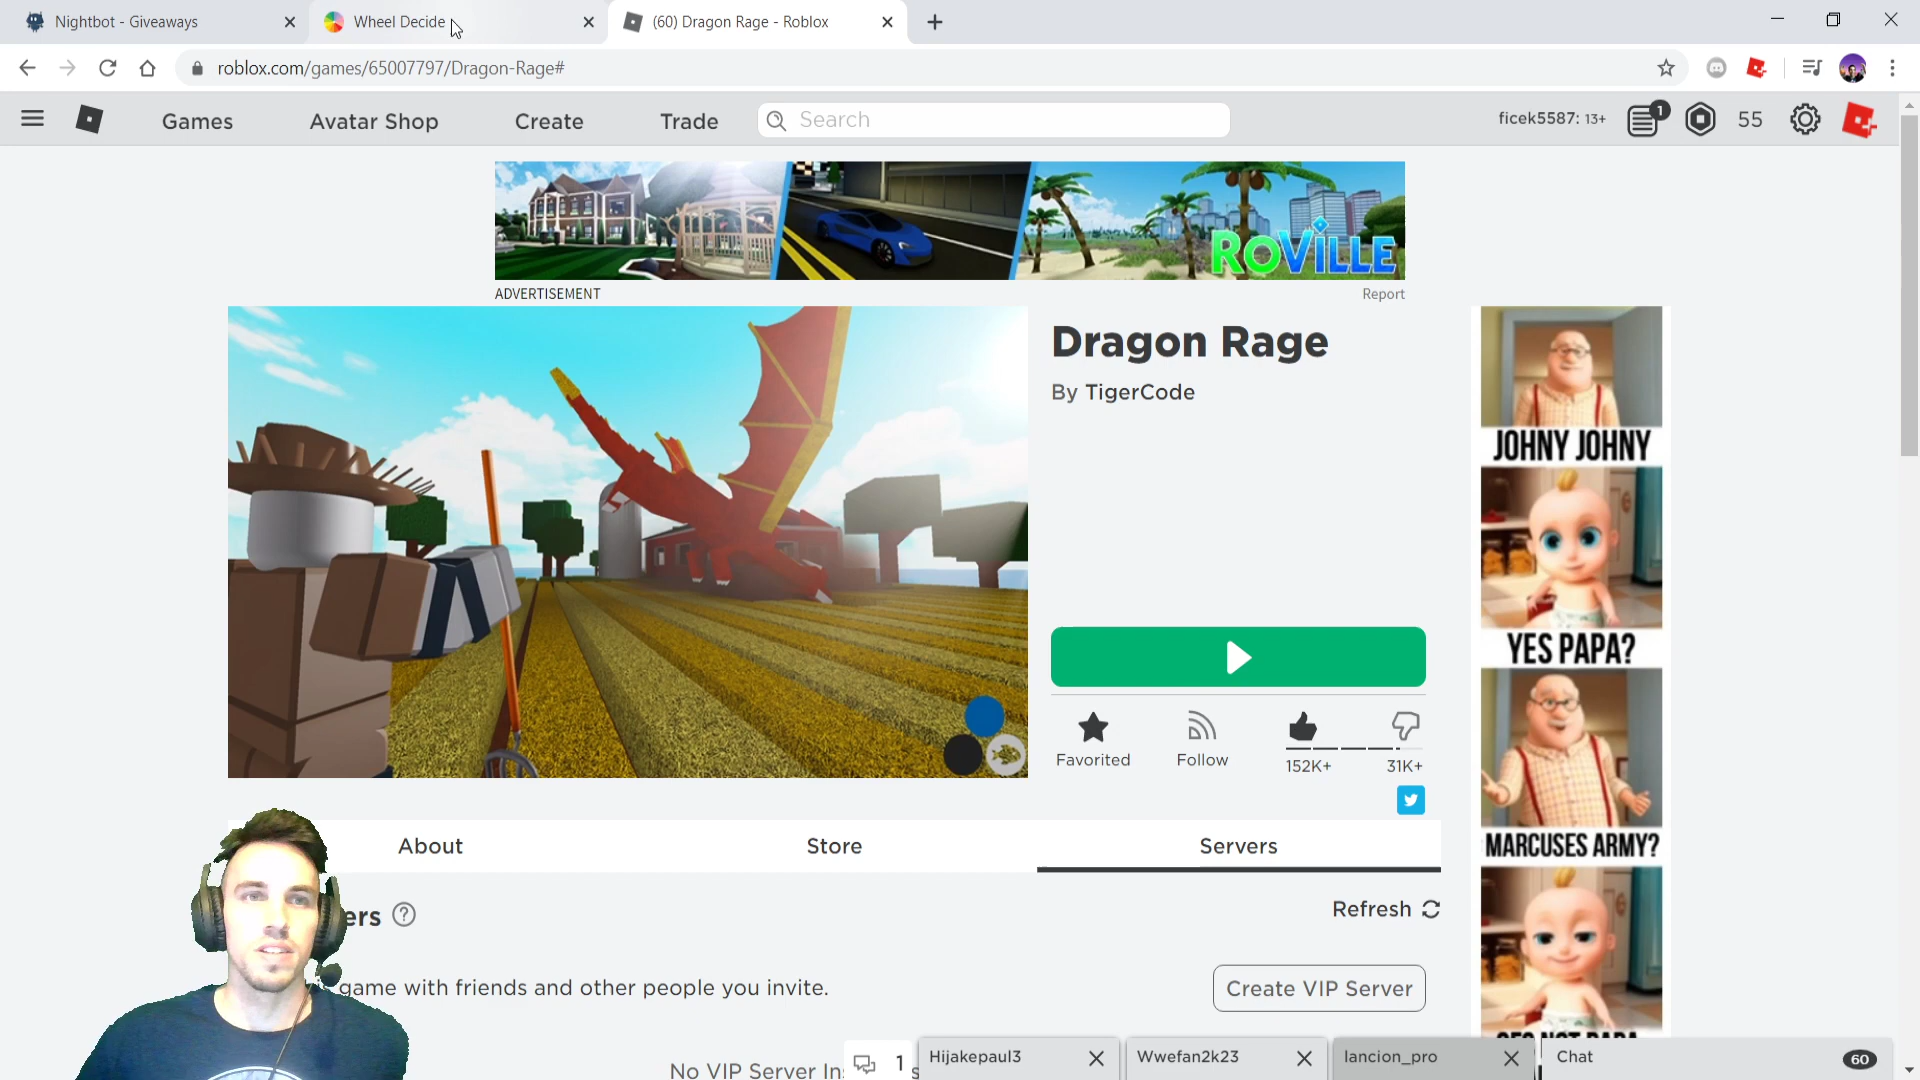 Nightbot - Giveaways
Wheel Decide
(60) Dragon Rage - Roblox
roblox.com/games/65007797/Dragon-Rage#
Games
Avatar Shop
Create
Trade
Search
ficek5587: 13+
1
55
ROVILLE
ADVERTISEMENT
Report
Dragon Rage
By TigerCode
Favorited
Follow
152K+
31K+
About
Store
Servers
ers
Refresh
game with friends and other people you invite.
Create VIP Server
No VIP Server
JOHNY JOHNY
YES PAPA?
MARCUSES ARMY?
1
Hijakepaul3
Wwefan2k23
lancion_pro
Chat
60